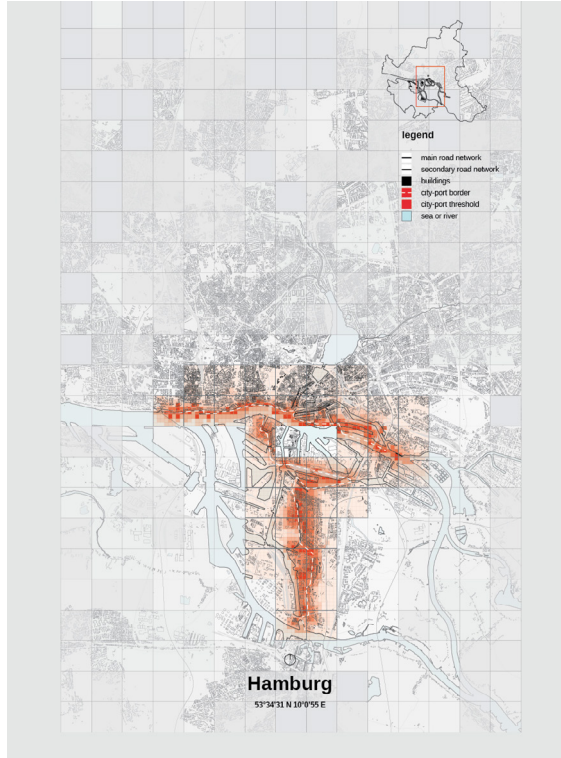 legend
main road network
secondary road network
buildings
city-port border
city-port threshold
sea or river
Hamburg
53°34'31 N 10°0'55 E